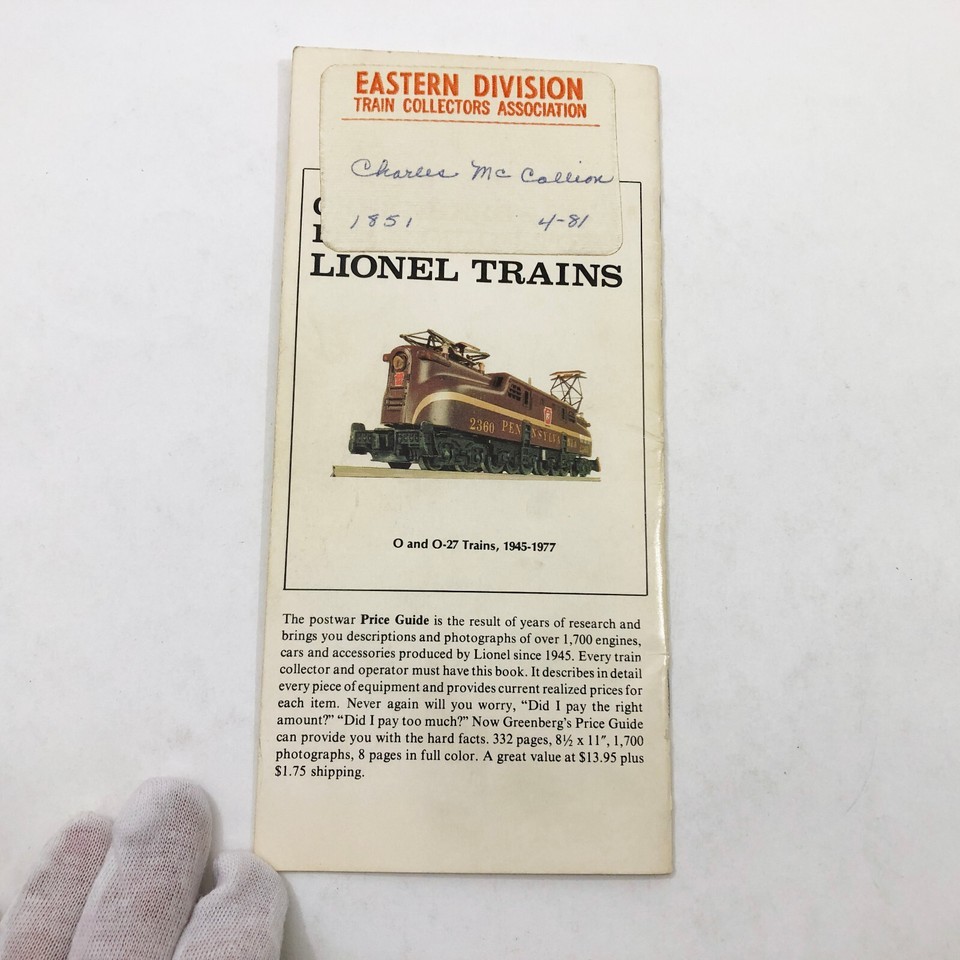 EASTERN DIVISION
TRAIN COLLECTORS ASSOCIATION
Charles Mc Callion
1851 4-81
LIONEL TRAINS
2360 PENNSYLVANIA
O and O-27 Trains, 1945-1977
The postwar Price Guide is the result of years of research and
brings you descriptions and photographs of over 1,700 engines,
cars and accessories produced by Lionel since 1945. Every train
collector and operator must have this book. It describes in detail
every piece of equipment and provides current realized prices for
each item. Never again will you worry, “Did I pay the right
amount?” “Did I pay too much?” Now Greenberg's Price Guide
can provide you with the hard facts. 332 pages, 8½ x 11″, 1,700
photographs, 8 pages in full color. A great value at $13.95 plus
$1.75 shipping.